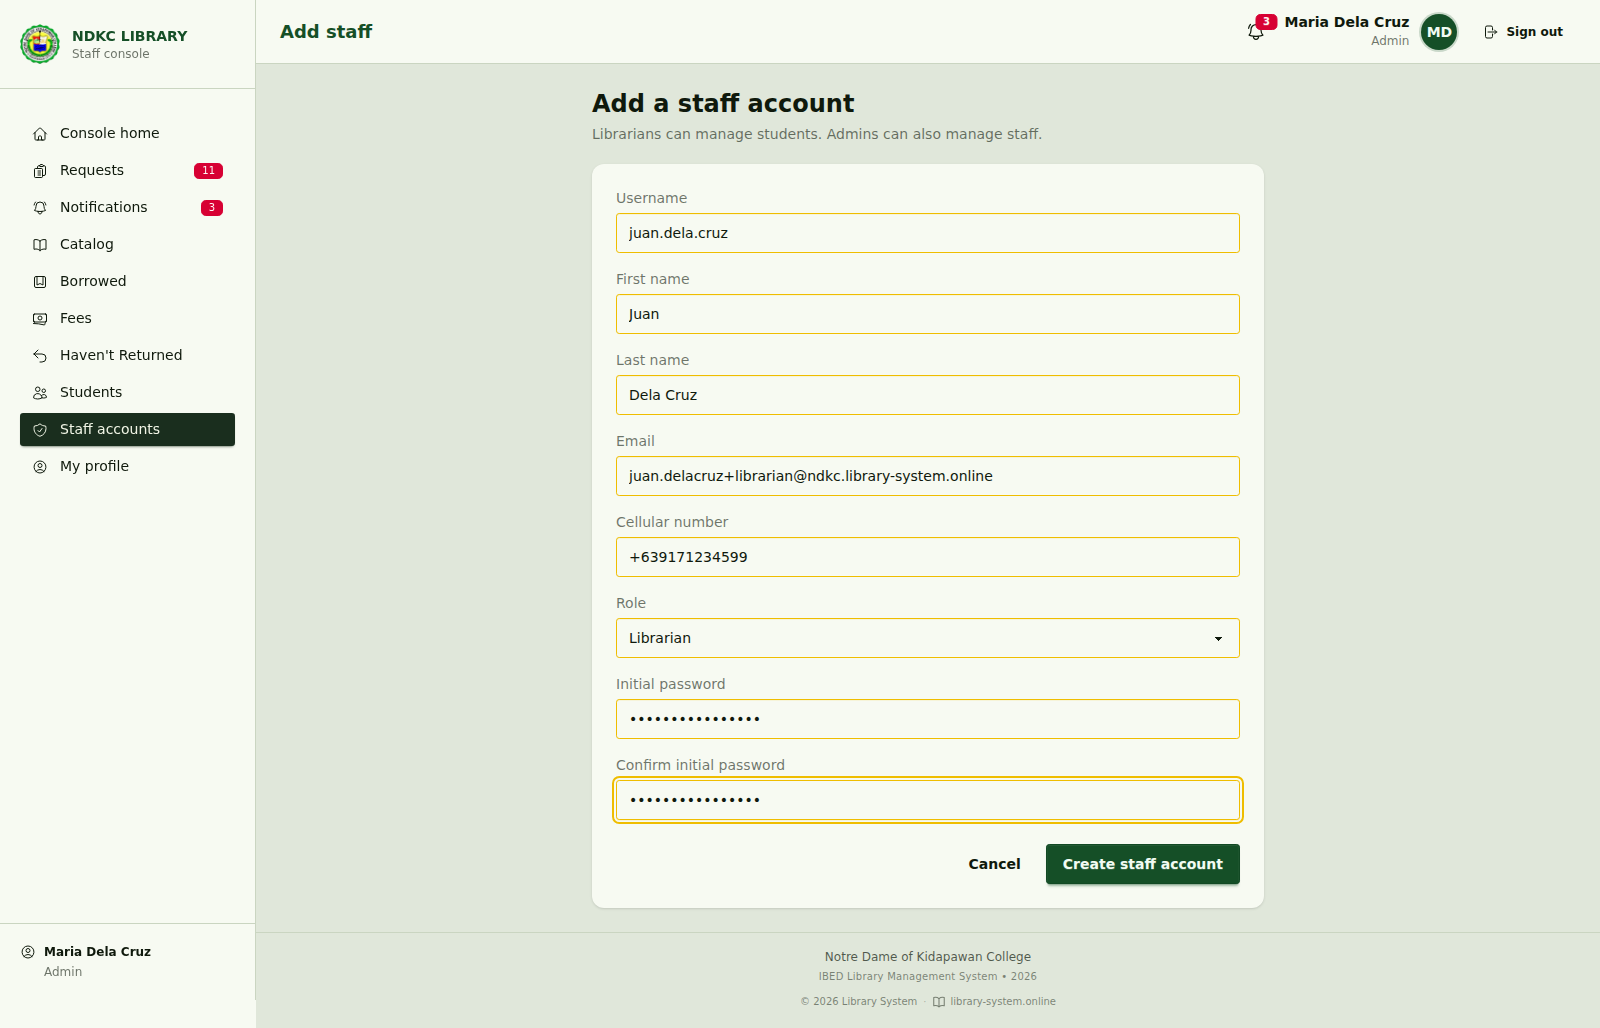 NDKC LIBRARY
Staff console
Console home
Requests 11
Notifications 3
Catalog
Borrowed
Fees
Haven't Returned
Students
Staff accounts
My profile
Maria Dela Cruz
Admin
Add staff
3
Maria Dela Cruz
Admin
MD
Sign out
Add a staff account
Librarians can manage students. Admins can also manage staff.
Username
juan.dela.cruz
First name
Juan
Last name
Dela Cruz
Email
juan.delacruz+librarian@ndkc.library-system.online
Cellular number
+639171234599
Role
Librarian
Initial password
••••••••••••••••
Confirm initial password
••••••••••••••••
Cancel
Create staff account
Notre Dame of Kidapawan College
IBED Library Management System • 2026
© 2026 Library System · library-system.online